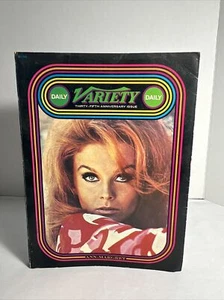 DAILY
VARIETY
DAILY
THIRTY-FIFTH ANNIVERSARY ISSUE
ANN-MARGRET